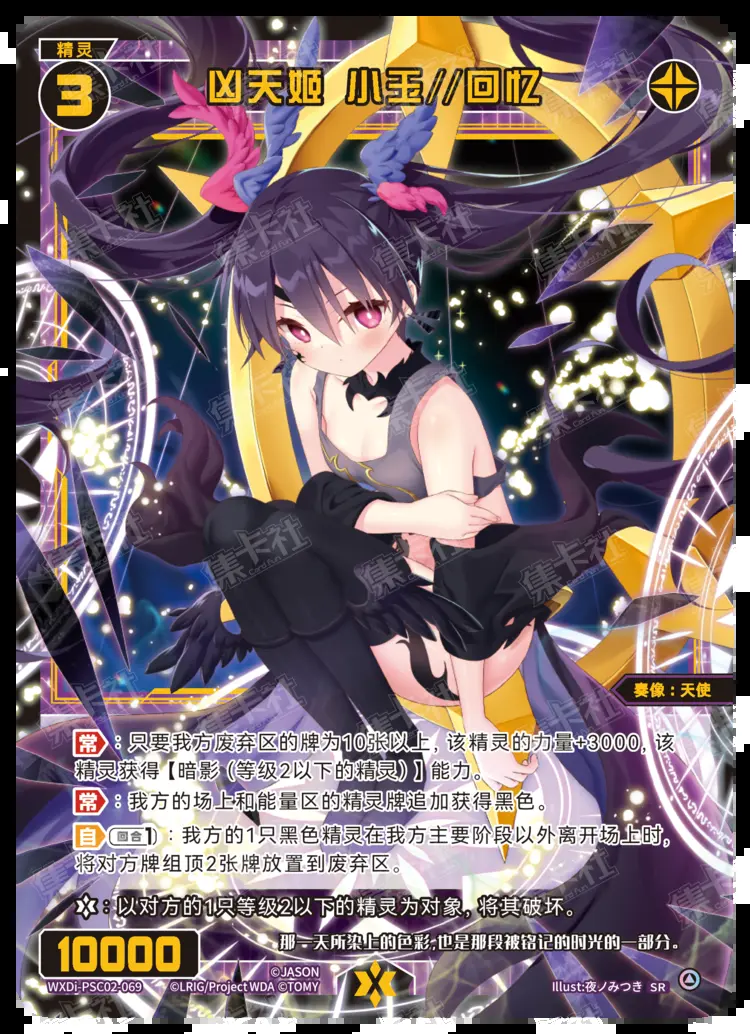 精灵
3
凶天姬 小玉//回忆
奏像：天使
常：只要我方废弃区的牌为10张以上，该精灵的力量+3000，该
精灵获得【暗影（等级2以下的精灵）】能力。
常：我方的场上和能量区的精灵牌追加获得黑色。
自 回合1：我方的1只黑色精灵在我方主要阶段以外离开场上时，
将对方牌组顶2张牌放置到废弃区。
：以对方的1只等级2以下的精灵为对象，将其破坏。
那一天所染上的色彩,也是那段被铭记的时光的一部分。
10000
WXDi-PSC02-069
©JASON
©LRIG/Project WDA ©TOMY
Illust:夜ノみつき SR
集卡社